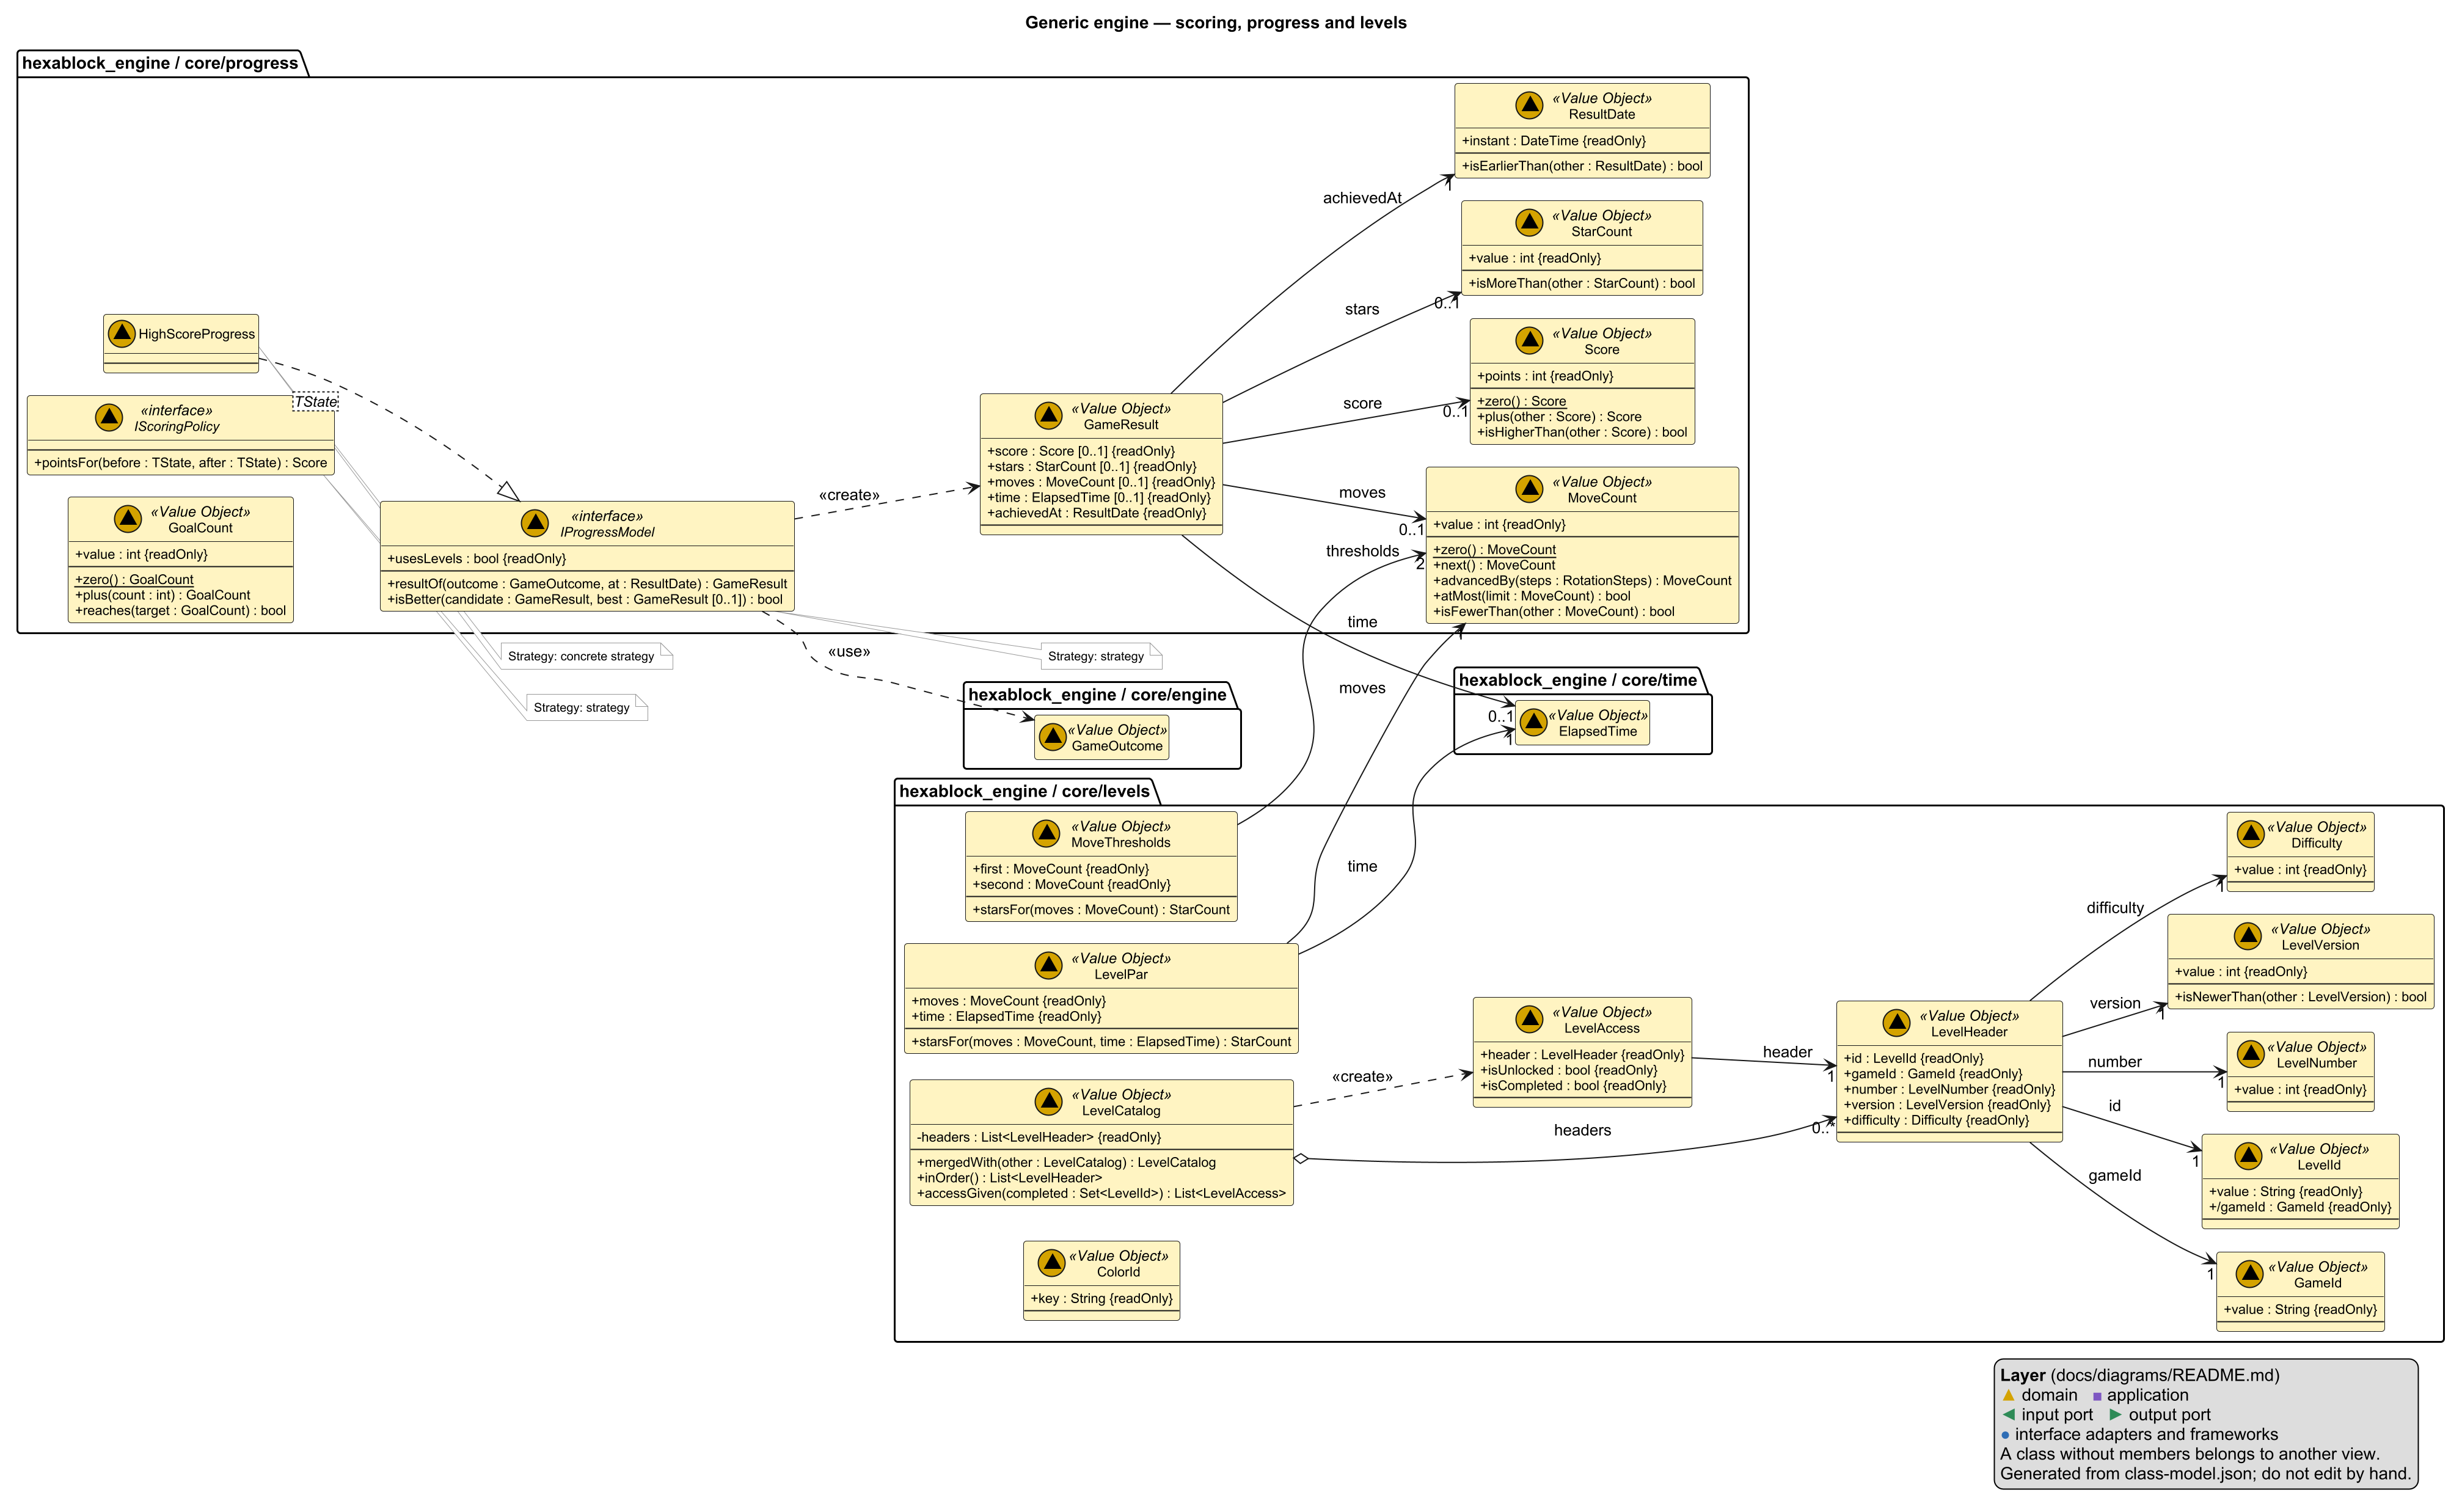 Generic engine — scoring, progress and levels
hexablock_engine / core/progress
«Value Object»
ResultDate
+instant : DateTime {readOnly}
+isEarlierThan(other : ResultDate) : bool
achievedAt
1
«Value Object»
StarCount
+value : int {readOnly}
+isMoreThan(other : StarCount) : bool
stars
0..1
HighScoreProgress
«Value Object»
Score
+points : int {readOnly}
+zero() : Score
+plus(other : Score) : Score
+isHigherThan(other : Score) : bool
score
0..1
TState
«interface»
IScoringPolicy
+pointsFor(before : TState, after : TState) : Score
«Value Object»
GameResult
+score : Score [0..1] {readOnly}
+stars : StarCount [0..1] {readOnly}
+moves : MoveCount [0..1] {readOnly}
+time : ElapsedTime [0..1] {readOnly}
+achievedAt : ResultDate {readOnly}
«create»
moves
0..1
«Value Object»
MoveCount
+value : int {readOnly}
+zero() : MoveCount
+next() : MoveCount
+advancedBy(steps : RotationSteps) : MoveCount
+atMost(limit : MoveCount) : bool
+isFewerThan(other : MoveCount) : bool
thresholds
2
«Value Object»
GoalCount
+value : int {readOnly}
+zero() : GoalCount
+plus(count : int) : GoalCount
+reaches(target : GoalCount) : bool
«interface»
IProgressModel
+usesLevels : bool {readOnly}
+resultOf(outcome : GameOutcome, at : ResultDate) : GameResult
+isBetter(candidate : GameResult, best : GameResult [0..1]) : bool
time
1
Strategy: concrete strategy
«use»
Strategy: strategy
Strategy: strategy
moves
hexablock_engine / core/engine
«Value Object»
GameOutcome
hexablock_engine / core/time
0..1
1
«Value Object»
ElapsedTime
hexablock_engine / core/levels
«Value Object»
MoveThresholds
+first : MoveCount {readOnly}
+second : MoveCount {readOnly}
+starsFor(moves : MoveCount) : StarCount
time
«Value Object»
Difficulty
+value : int {readOnly}
difficulty
1
«Value Object»
LevelPar
+moves : MoveCount {readOnly}
+time : ElapsedTime {readOnly}
+starsFor(moves : MoveCount, time : ElapsedTime) : StarCount
«Value Object»
LevelVersion
+value : int {readOnly}
+isNewerThan(other : LevelVersion) : bool
version
1
«Value Object»
LevelAccess
+header : LevelHeader {readOnly}
+isUnlocked : bool {readOnly}
+isCompleted : bool {readOnly}
header
1
«Value Object»
LevelHeader
+id : LevelId {readOnly}
+gameId : GameId {readOnly}
+number : LevelNumber {readOnly}
+version : LevelVersion {readOnly}
+difficulty : Difficulty {readOnly}
number
1
«Value Object»
LevelNumber
+value : int {readOnly}
«create»
«Value Object»
LevelCatalog
-headers : List<LevelHeader> {readOnly}
+mergedWith(other : LevelCatalog) : LevelCatalog
+inOrder() : List<LevelHeader>
+accessGiven(completed : Set<LevelId>) : List<LevelAccess>
headers
0..*
id
1
«Value Object»
LevelId
+value : String {readOnly}
+/gameId : GameId {readOnly}
gameId
1
«Value Object»
GameId
+value : String {readOnly}
«Value Object»
ColorId
+key : String {readOnly}
Layer (docs/diagrams/README.md)
domain application
input port output port
interface adapters and frameworks
A class without members belongs to another view.
Generated from class-model.json; do not edit by hand.